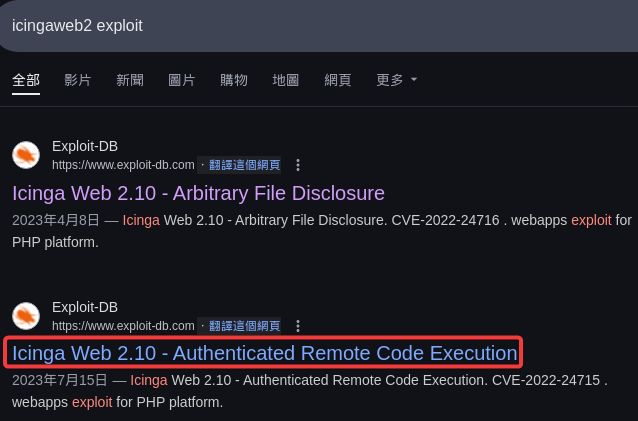 icingaweb2 exploit
全部 影片 新聞 圖片 購物 地圖 網頁 更多
Exploit-DB
https://www.exploit-db.com · 翻譯這個網頁
Icinga Web 2.10 - Arbitrary File Disclosure
2023年4月8日 — Icinga Web 2.10 - Arbitrary File Disclosure. CVE-2022-24716 . webapps exploit for
PHP platform.
Exploit-DB
https://www.exploit-db.com · 翻譯這個網頁
Icinga Web 2.10 - Authenticated Remote Code Execution
2023年7月15日 — Icinga Web 2.10 - Authenticated Remote Code Execution. CVE-2022-24715 .
webapps exploit for PHP platform.